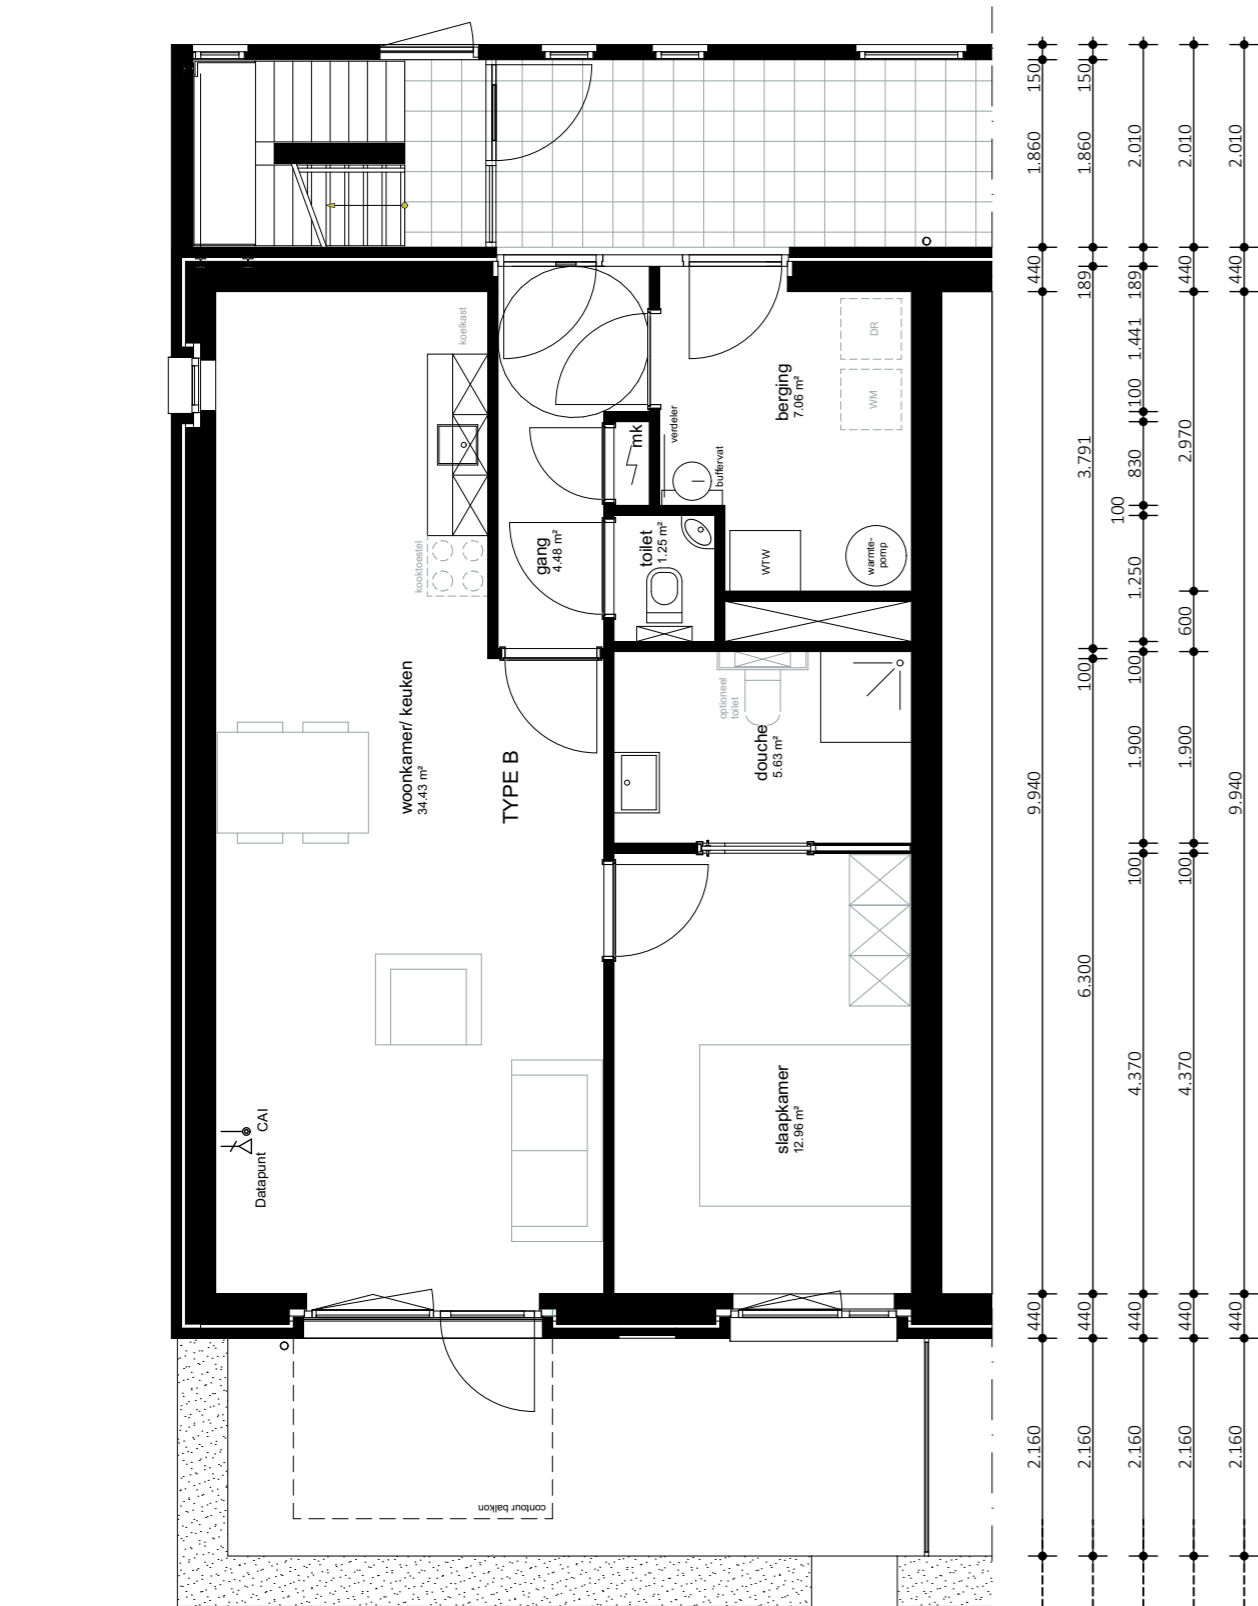 koelkast
DR
WM
berging
7.06 m²
verdeler
mk
buffervat
kooktoestel
gang
4.48 m²
toilet
1.25 m²
WTW
warmte-
pomp
woonkamer/ keuken
34.43 m²
TYPE B
optioneel
toilet
douche
5.63 m²
slaapkamer
12.96 m²
CAI
Datapunt
contour balkon
150
1.860
440
9.940
440
2.160
150
1.860
189
3.791
100
6.300
440
2.160
2.010
189
1.441
100
830
100
1.250
100
1.900
100
4.370
440
2.160
2.010
440
2.970
600
1.900
100
4.370
440
2.160
2.010
440
9.940
440
2.160